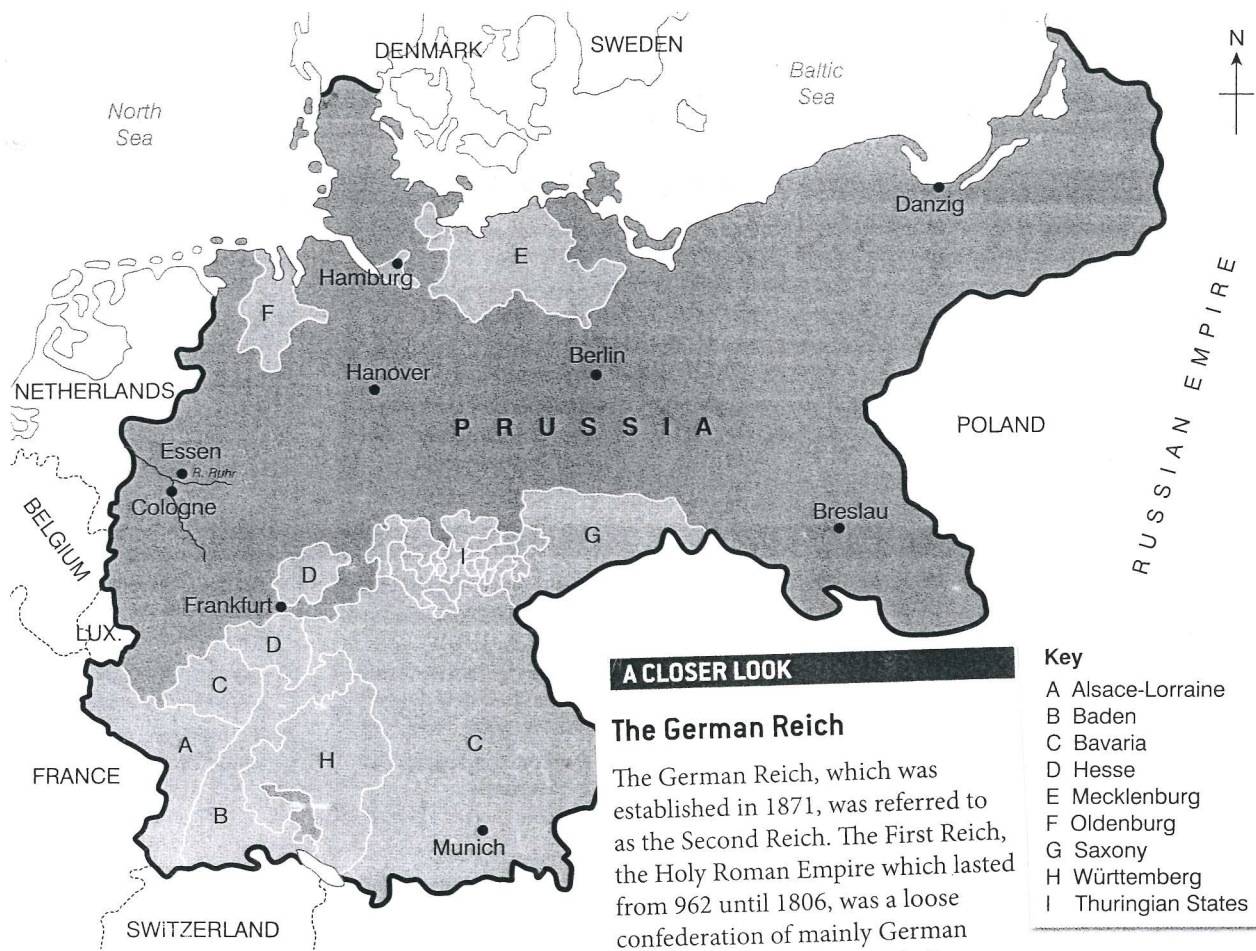 DENMARK
SWEDEN
N
North
Sea
Baltic
Sea
Danzig
E
Hamburg
F
Berlin
Hanover
NETHERLANDS
PRUSSIA
POLAND
RUSSIAN EMPIRE
Essen
R. Ruhr
Cologne
BELGIUM
Breslau
G
I
D
Frankfurt
LUX.
D
C
A
H
C
FRANCE
B
Munich
SWITZERLAND
A CLOSER LOOK
The German Reich
The German Reich, which was
established in 1871, was referred to
as the Second Reich. The First Reich,
the Holy Roman Empire which lasted
from 962 until 1806, was a loose
confederation of mainly German
Key
A Alsace-Lorraine
B Baden
C Bavaria
D Hesse
E Mecklenburg
F Oldenburg
G Saxony
H Württemberg
I Thuringian States